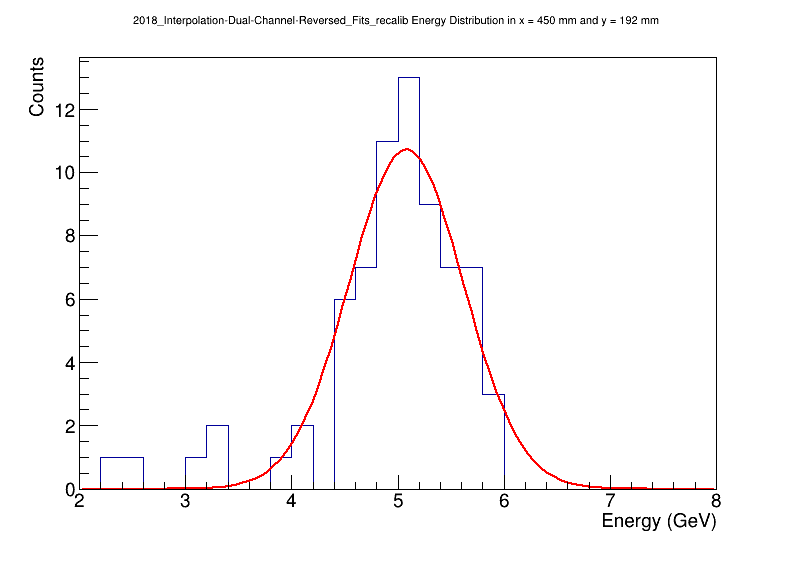 2018_Interpolation-Dual-Channel-Reversed_Fits_recalib Energy Distribution in x = 450 mm and y = 192 mm
Counts
12
10
8
6
4
2
0
2 3 4 5 6 7 8
Energy (GeV)